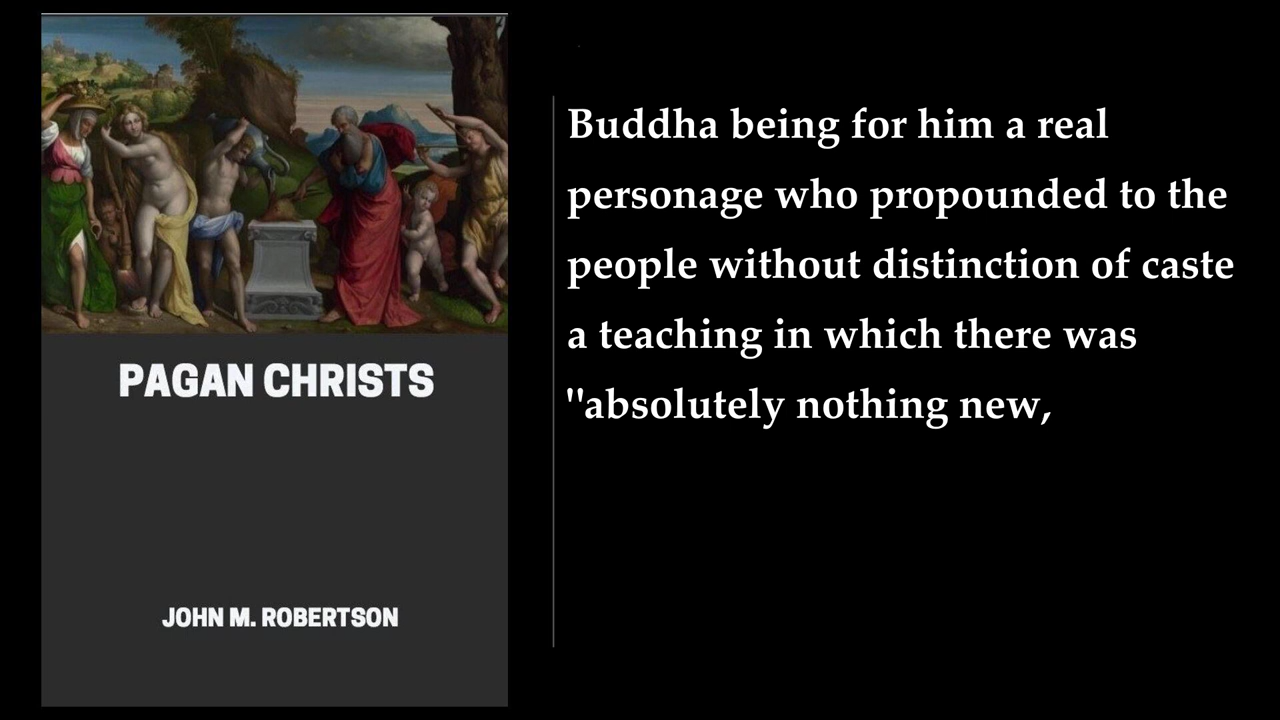 PAGAN CHRISTS
JOHN M. ROBERTSON
Buddha being for him a real
personage who propounded to the
people without distinction of caste
a teaching in which there was
"absolutely nothing new,